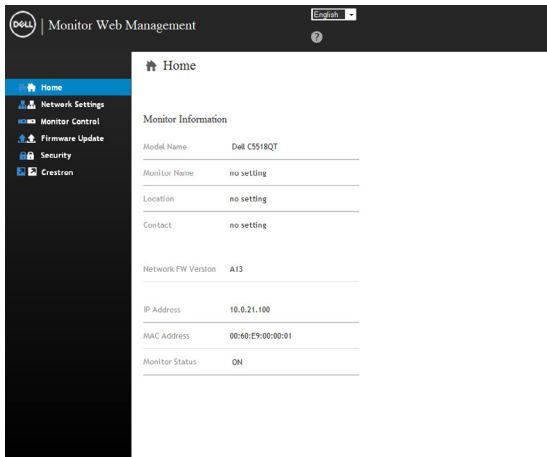 DELL | Monitor Web Management
English
?
Home
Home
Network Settings
Monitor Control
Firmware Update
Security
Crestron
Monitor Information
Model Name Dell C5518QT
Monitor Name no setting
Location no setting
Contact no setting
Network FW Version A13
IP Address 10.0.21.100
MAC Address 00:60:E9:00:00:01
Monitor Status ON